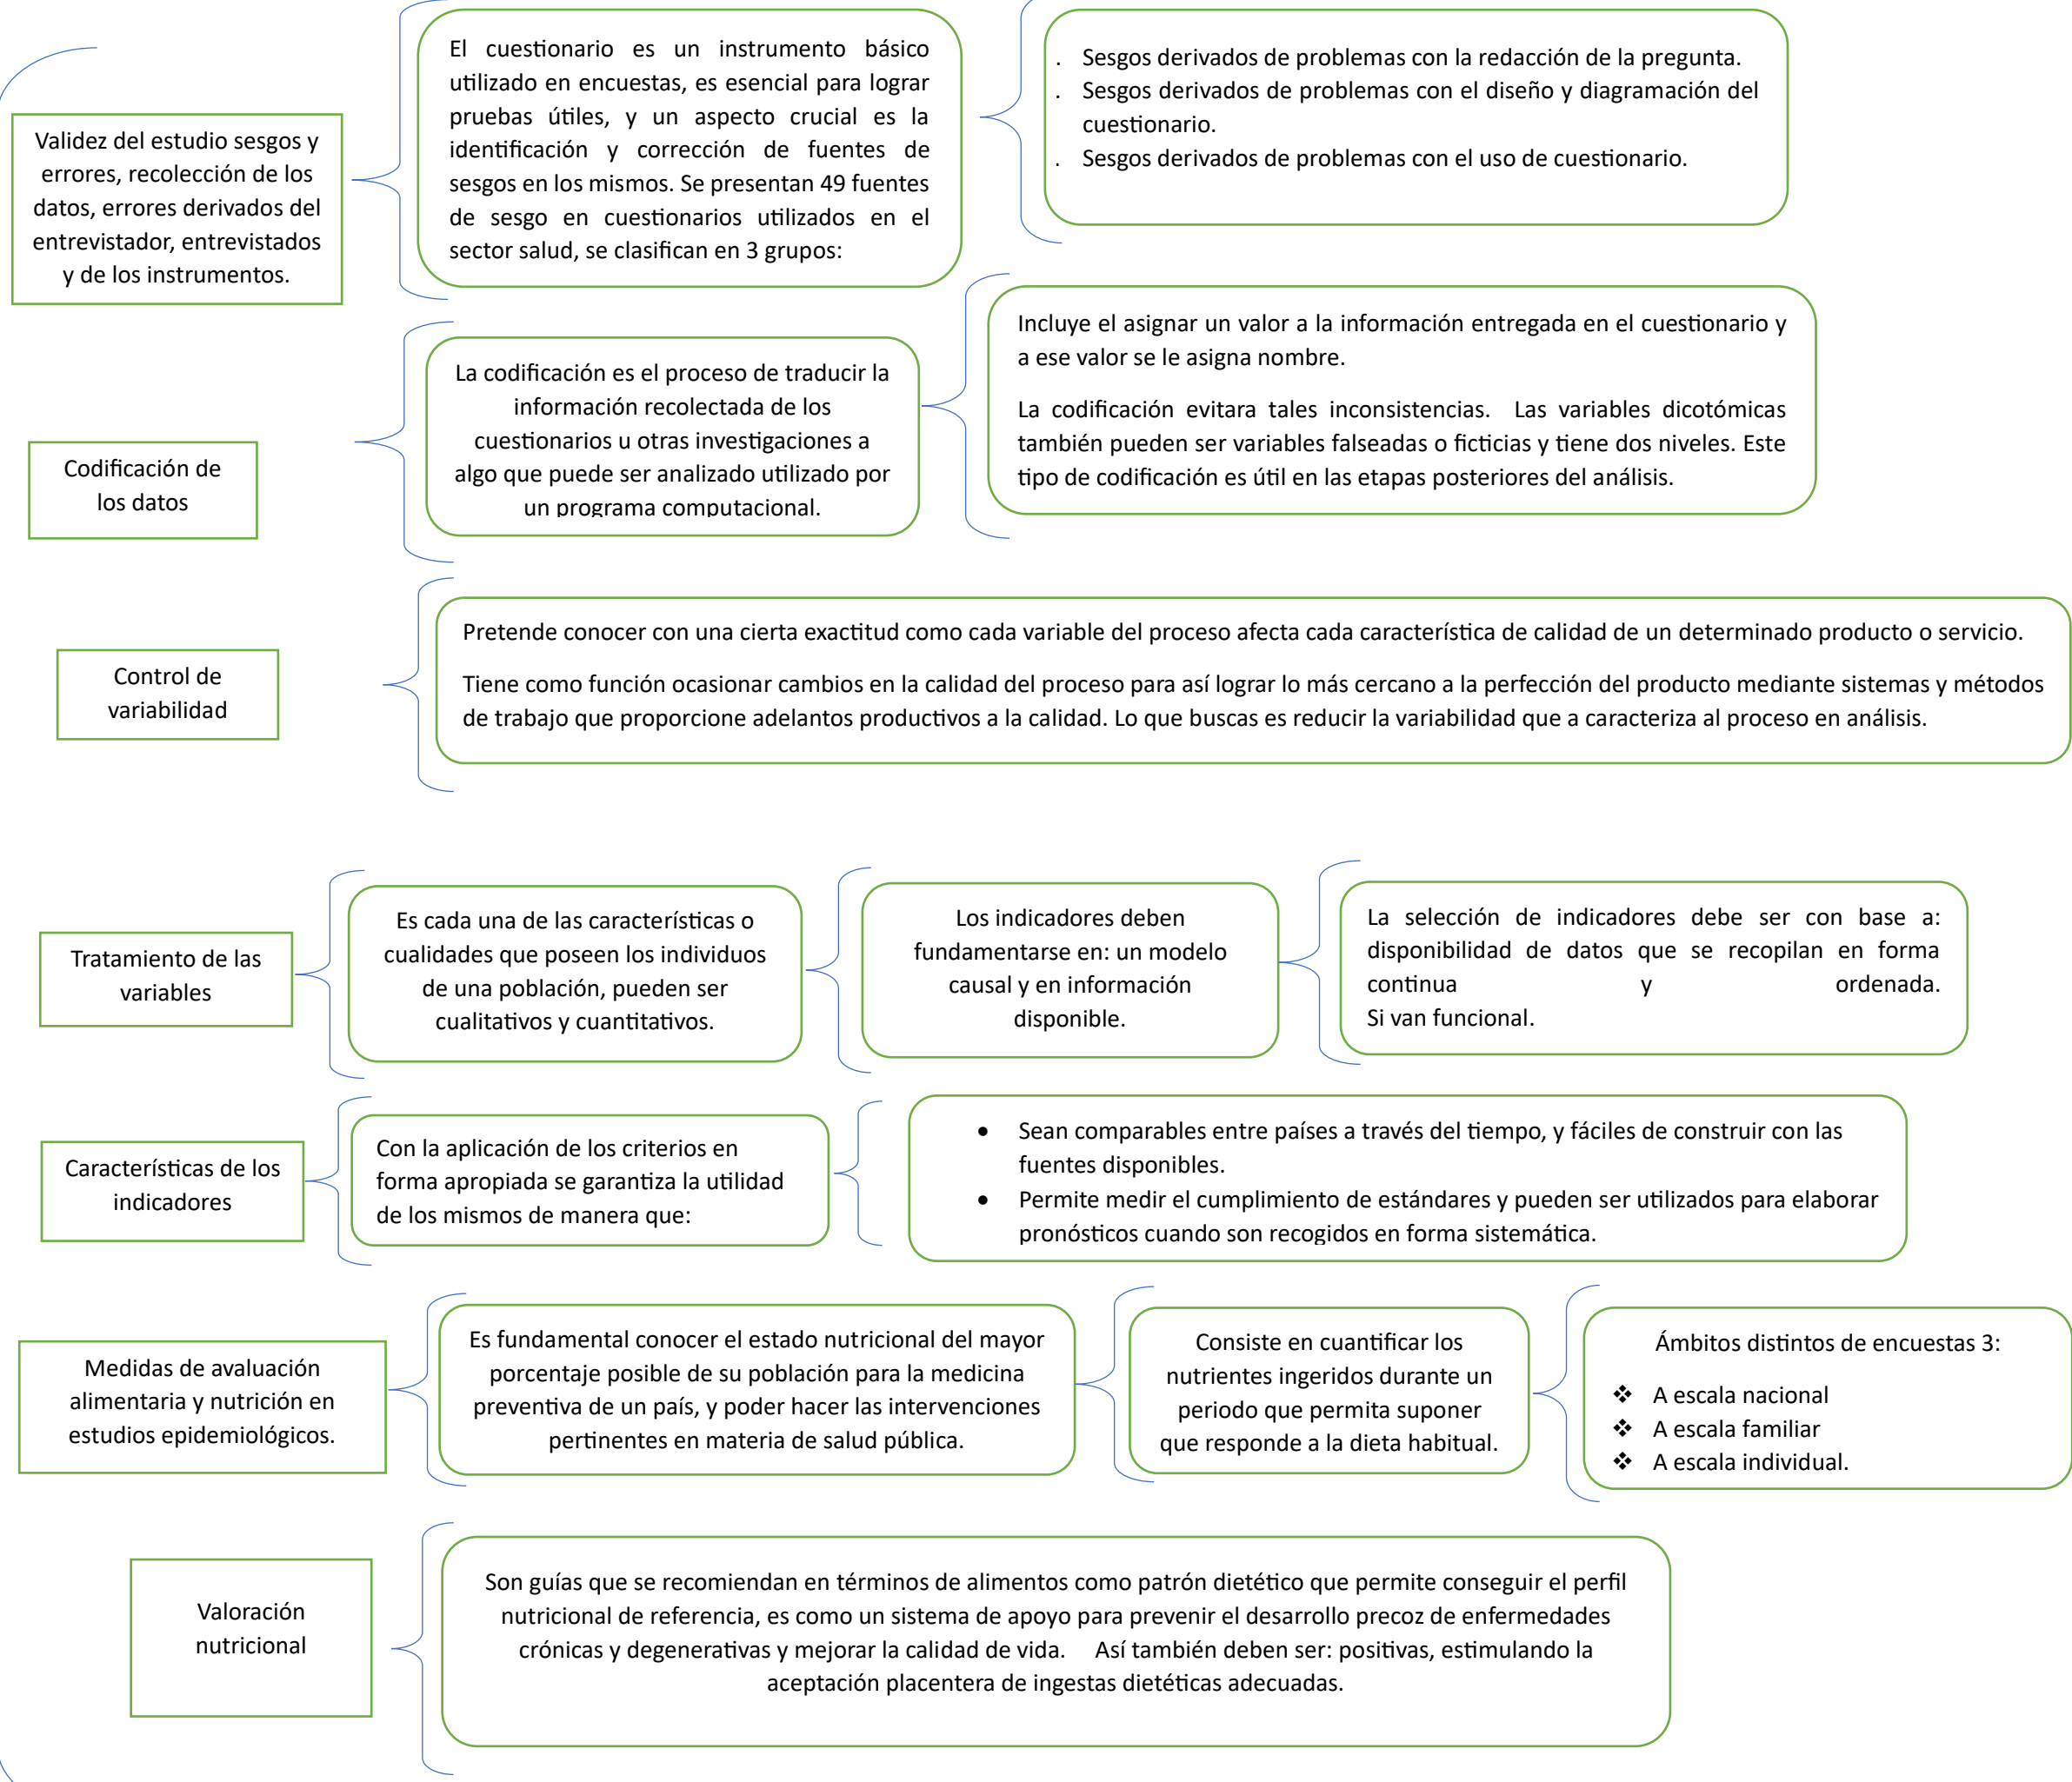 Validez del estudio sesgos y
errores, recolección de los
datos, errores derivados del
entrevistador, entrevistados
y de los instrumentos.
El cuestionario es un instrumento básico
utilizado en encuestas, es esencial para lograr
pruebas útiles, y un aspecto crucial es la
identificación y corrección de fuentes de
sesgos en los mismos. Se presentan 49 fuentes
de sesgo en cuestionarios utilizados en el
sector salud, se clasifican en 3 grupos:
. Sesgos derivados de problemas con la redacción de la pregunta.
. Sesgos derivados de problemas con el diseño y diagramación del
cuestionario.
. Sesgos derivados de problemas con el uso de cuestionario.
Codificación de
los datos
La codificación es el proceso de traducir la
información recolectada de los
cuestionarios u otras investigaciones a
algo que puede ser analizado utilizado por
un programa computacional.
Incluye el asignar un valor a la información entregada en el cuestionario y
a ese valor se le asigna nombre.
La codificación evitara tales inconsistencias. Las variables dicotómicas
también pueden ser variables falseadas o ficticias y tiene dos niveles. Este
tipo de codificación es útil en las etapas posteriores del análisis.
Control de
variabilidad
Pretende conocer con una cierta exactitud como cada variable del proceso afecta cada característica de calidad de un determinado producto o servicio.
Tiene como función ocasionar cambios en la calidad del proceso para así lograr lo más cercano a la perfección del producto mediante sistemas y métodos
de trabajo que proporcione adelantos productivos a la calidad. Lo que buscas es reducir la variabilidad que a caracteriza al proceso en análisis.
Tratamiento de las
variables
Es cada una de las características o
cualidades que poseen los individuos
de una población, pueden ser
cualitativos y cuantitativos.
Los indicadores deben
fundamentarse en: un modelo
causal y en información
disponible.
La selección de indicadores debe ser con base a:
disponibilidad de datos que se recopilan en forma
continua y ordenada.
Si van funcional.
Características de los
indicadores
Con la aplicación de los criterios en
forma apropiada se garantiza la utilidad
de los mismos de manera que:
• Sean comparables entre países a través del tiempo, y fáciles de construir con las
fuentes disponibles.
• Permite medir el cumplimiento de estándares y pueden ser utilizados para elaborar
pronósticos cuando son recogidos en forma sistemática.
Medidas de avaluación
alimentaria y nutrición en
estudios epidemiológicos.
Es fundamental conocer el estado nutricional del mayor
porcentaje posible de su población para la medicina
preventiva de un país, y poder hacer las intervenciones
pertinentes en materia de salud pública.
Consiste en cuantificar los
nutrientes ingeridos durante un
periodo que permita suponer
que responde a la dieta habitual.
Ámbitos distintos de encuestas 3:
❖ A escala nacional
❖ A escala familiar
❖ A escala individual.
Valoración
nutricional
Son guías que se recomiendan en términos de alimentos como patrón dietético que permite conseguir el perfil
nutricional de referencia, es como un sistema de apoyo para prevenir el desarrollo precoz de enfermedades
crónicas y degenerativas y mejorar la calidad de vida. Así también deben ser: positivas, estimulando la
aceptación placentera de ingestas dietéticas adecuadas.